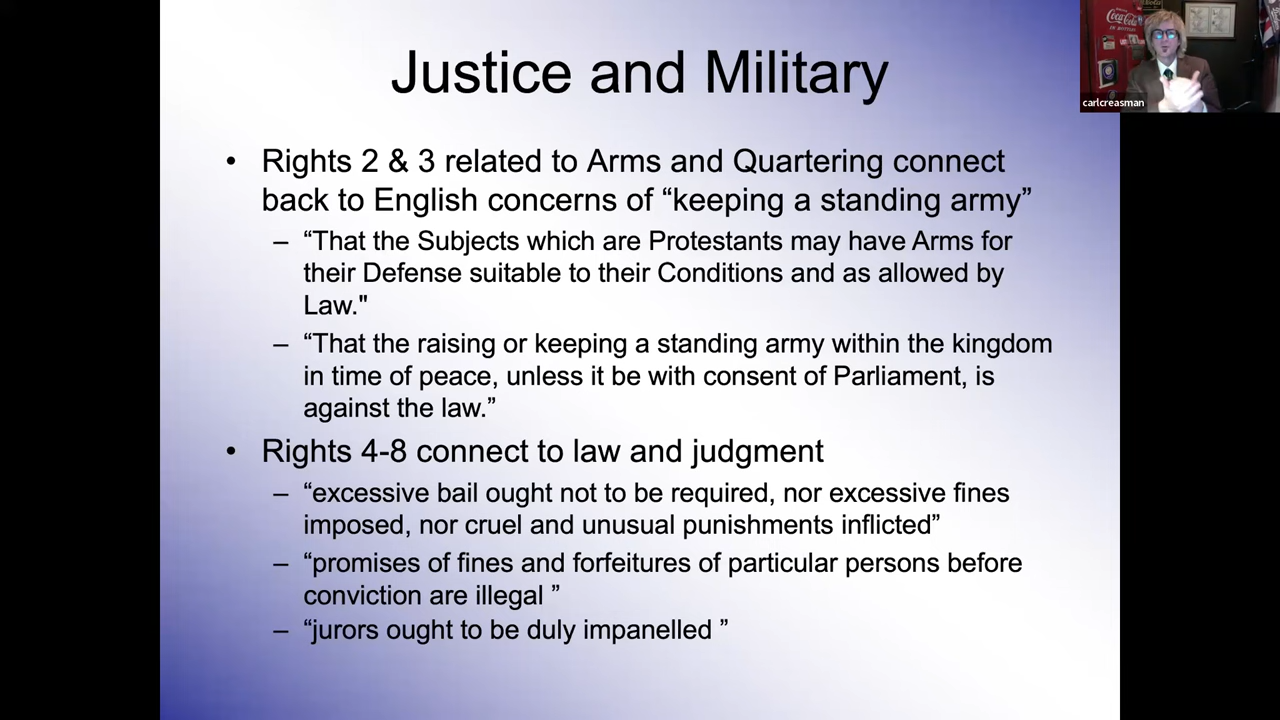 Justice and Military
• Rights 2 & 3 related to Arms and Quartering connect
back to English concerns of “keeping a standing army”
– “That the Subjects which are Protestants may have Arms for
their Defense suitable to their Conditions and as allowed by
Law."
– “That the raising or keeping a standing army within the kingdom
in time of peace, unless it be with consent of Parliament, is
against the law.”
• Rights 4-8 connect to law and judgment
– “excessive bail ought not to be required, nor excessive fines
imposed, nor cruel and unusual punishments inflicted”
– “promises of fines and forfeitures of particular persons before
conviction are illegal ”
– “jurors ought to be duly impanelled ”
Coca-Cola
carlcreasman